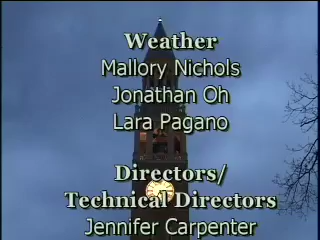 Weather
Mallory Nichols
Jonathan Oh
Lara Pagano
Directors/
Technical Directors
Jennifer Carpenter